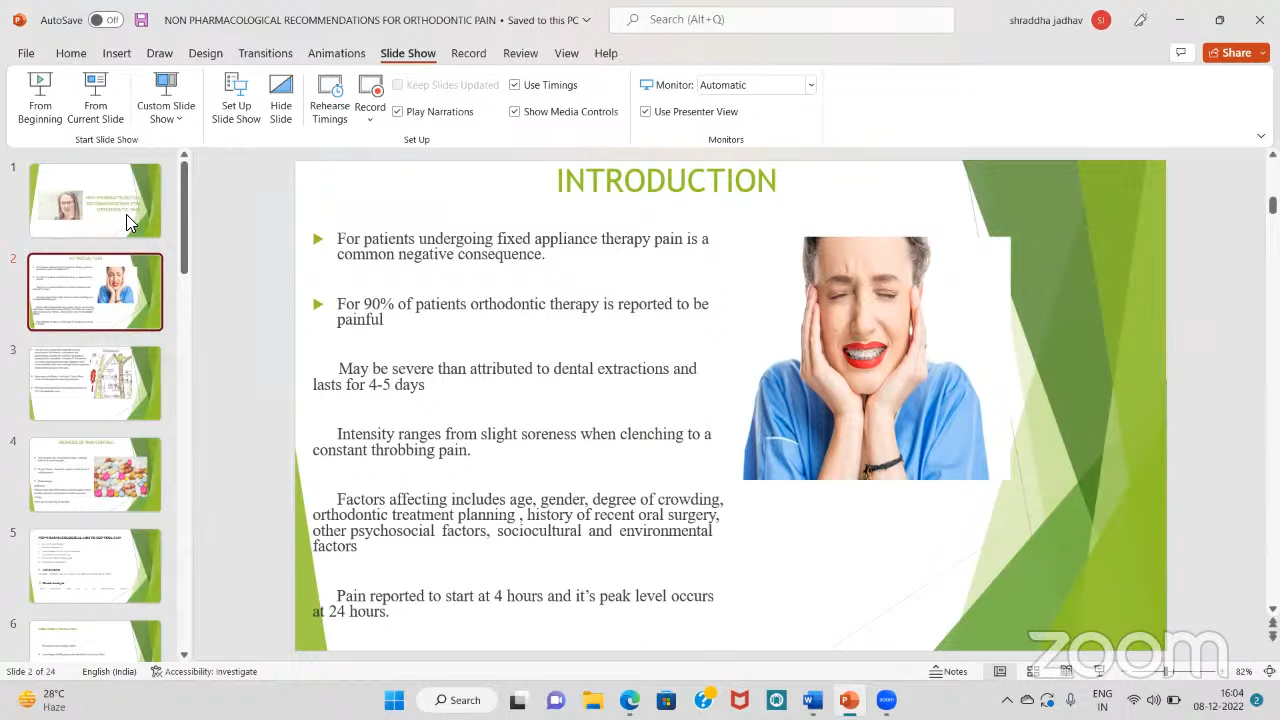 AutoSave Off NON PHARMACOLOGICAL RECOMMENDATIONS FOR ORTHODONTIC PAIN • Saved to this PC Search (Alt+Q) shraddha jadhav SJ
File Home Insert Draw Design Transitions Animations Slide Show Record Review View Help Share
From Beginning
From Current Slide
Custom Slide Show
Set Up Slide Show
Hide Slide
Rehearse Timings
Record
Keep Slides Updated
Use Timings
Play Narrations
Show Media Controls
Monitor: Automatic
Use Presenter View
Start Slide Show Set Up Monitors
1
2
3
4
5
6
INTRODUCTION
For patients undergoing fixed appliance therapy pain is a
common negative consequences.
For 90% of patients orthodontic therapy is reported to be
painful
May be severe than attributed to dental extractions and
lasts for 4-5 days
Intensity ranges from slight soreness when clenching to a
constant throbbing pain.
Factors affecting includes age, gender, degree of crowding,
orthodontic treatment planning , history of recent oral surgery,
other psychosocial factors, sociocultural and environmental
factors
Pain reported to start at 4 hours and it's peak level occurs
at 24 hours.
zoom
Slide 2 of 24 English (India) Accessibility: Investigate Notes 82%
28°C
Haze
Search
ENG
IN
16:04
08-12-2022
2